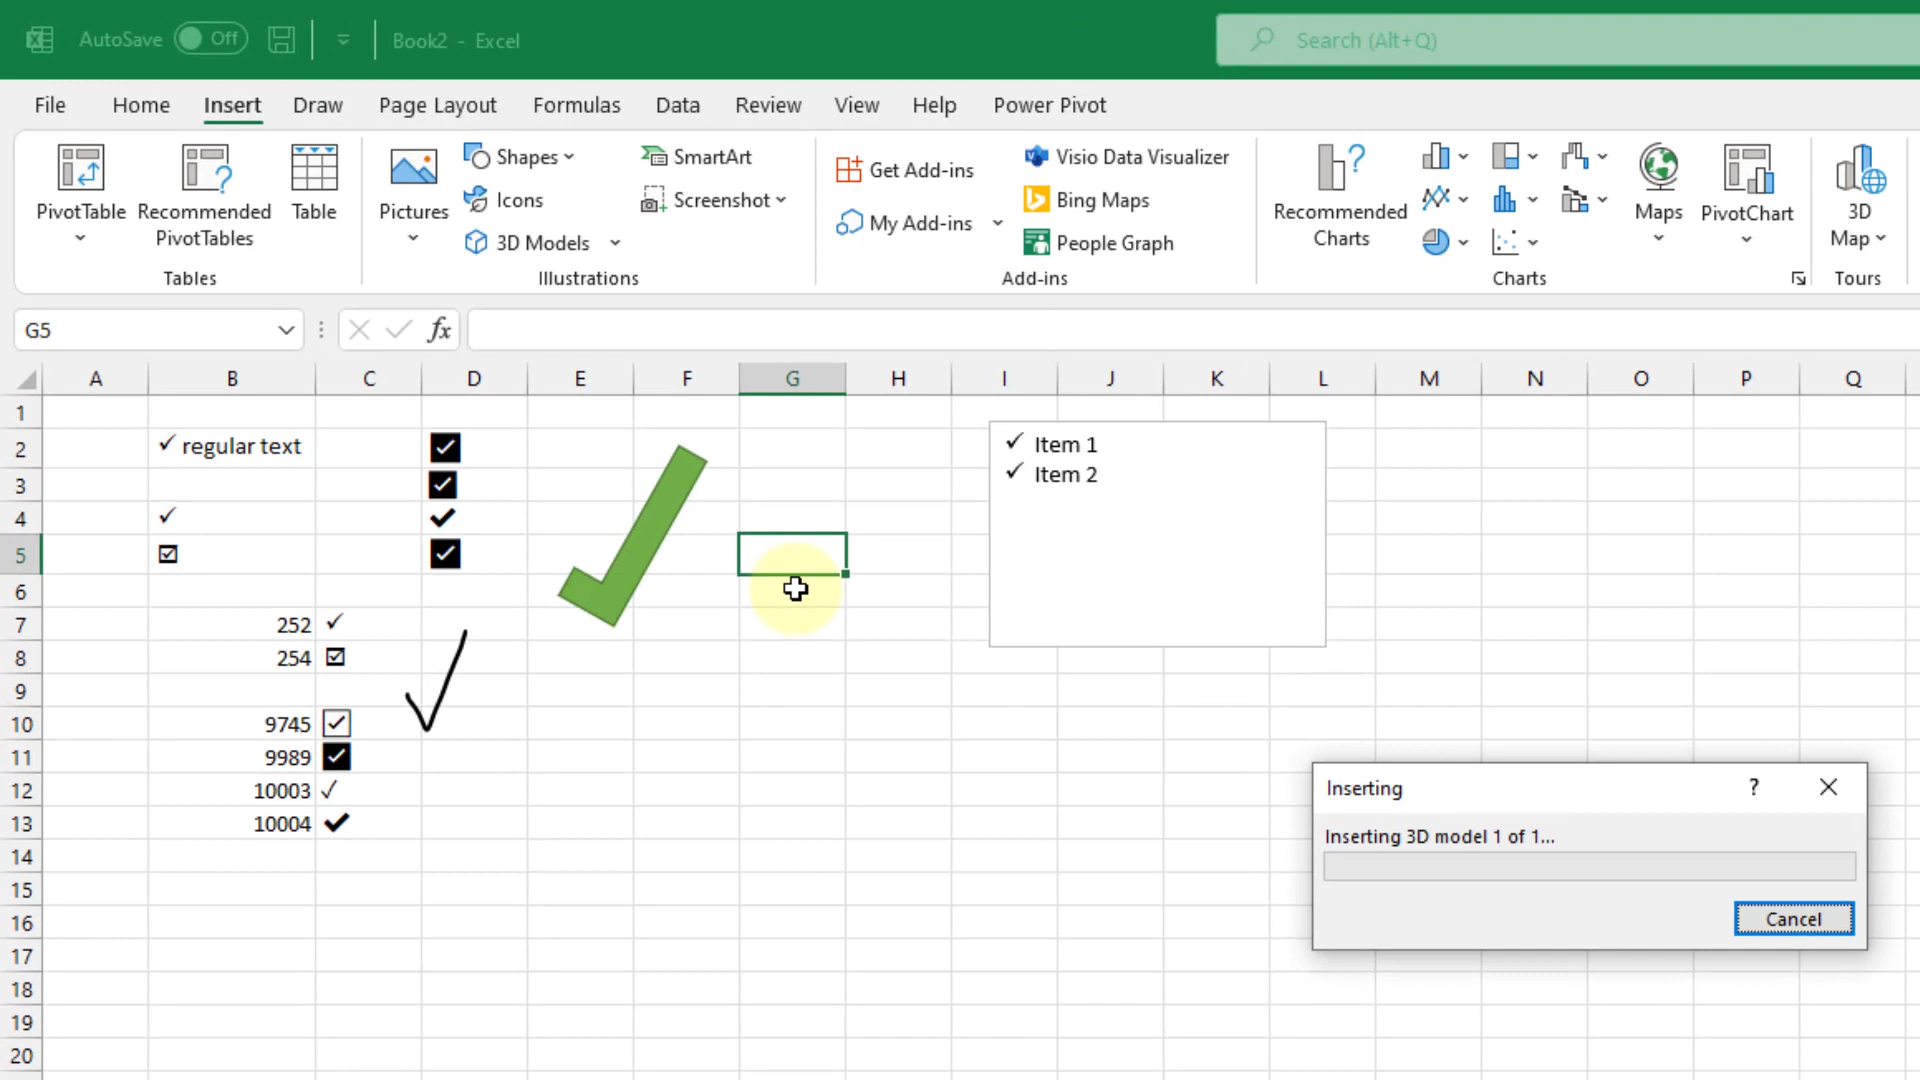 AutoSave Off Book2 - Excel Search (Alt+Q)
File Home Insert Draw Page Layout Formulas Data Review View Help Power Pivot
PivotTable
Recommended
PivotTables
Table
Tables
Pictures
Shapes
Icons
3D Models
SmartArt
Screenshot
Illustrations
Get Add-ins
My Add-ins
Visio Data Visualizer
Bing Maps
People Graph
Add-ins
Recommended
Charts
Maps
PivotChart
Charts
3D
Map
Tours
G5 fx
A B C D E F G H I J K L M N O P Q
1
2 ✓ regular text ✓
3 ✓
4 ✓ ✔
5 ☑ ✓
6
7 252 ✓
8 254 ☑
9
10 9745 ☑
11 9989 ✅
12 10003 ✓
13 10004 ✔
14
15
16
17
18
19
20
✓ Item 1
✓ Item 2
Inserting ?
Inserting 3D model 1 of 1...
Cancel